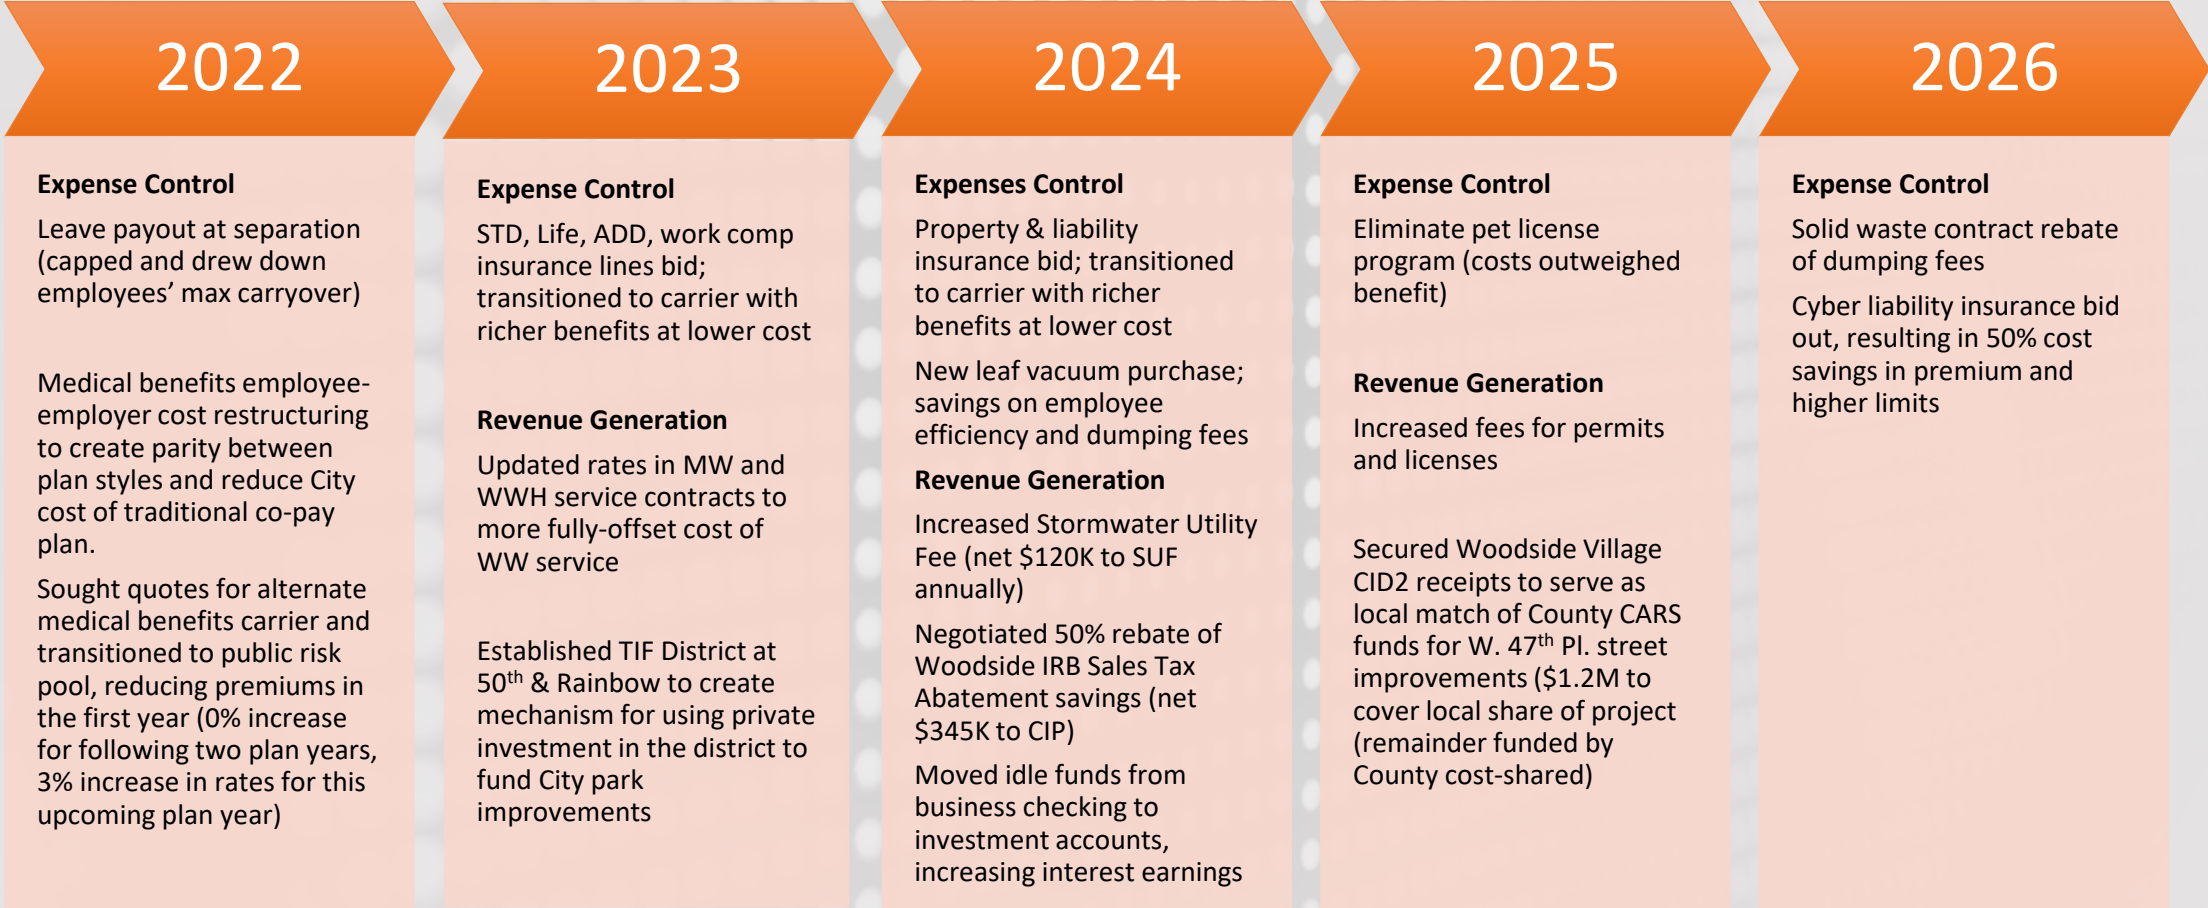 2022
Expense Control
Leave payout at separation
(capped and drew down
employees’ max carryover)
Medical benefits employee-
employer cost restructuring
to create parity between
plan styles and reduce City
cost of traditional co-pay
plan.
Sought quotes for alternate
medical benefits carrier and
transitioned to public risk
pool, reducing premiums in
the first year (0% increase
for following two plan years,
3% increase in rates for this
upcoming plan year)
2023
Expense Control
STD, Life, ADD, work comp
insurance lines bid;
transitioned to carrier with
richer benefits at lower cost
Revenue Generation
Updated rates in MW and
WWH service contracts to
more fully-offset cost of
WW service
Established TIF District at
50th & Rainbow to create
mechanism for using private
investment in the district to
fund City park
improvements
2024
Expenses Control
Property & liability
insurance bid; transitioned
to carrier with richer
benefits at lower cost
New leaf vacuum purchase;
savings on employee
efficiency and dumping fees
Revenue Generation
Increased Stormwater Utility
Fee (net $120K to SUF
annually)
Negotiated 50% rebate of
Woodside IRB Sales Tax
Abatement savings (net
$345K to CIP)
Moved idle funds from
business checking to
investment accounts,
increasing interest earnings
2025
Expense Control
Eliminate pet license
program (costs outweighed
benefit)
Revenue Generation
Increased fees for permits
and licenses
Secured Woodside Village
CID2 receipts to serve as
local match of County CARS
funds for W. 47th Pl. street
improvements ($1.2M to
cover local share of project
(remainder funded by
County cost-shared)
2026
Expense Control
Solid waste contract rebate
of dumping fees
Cyber liability insurance bid
out, resulting in 50% cost
savings in premium and
higher limits